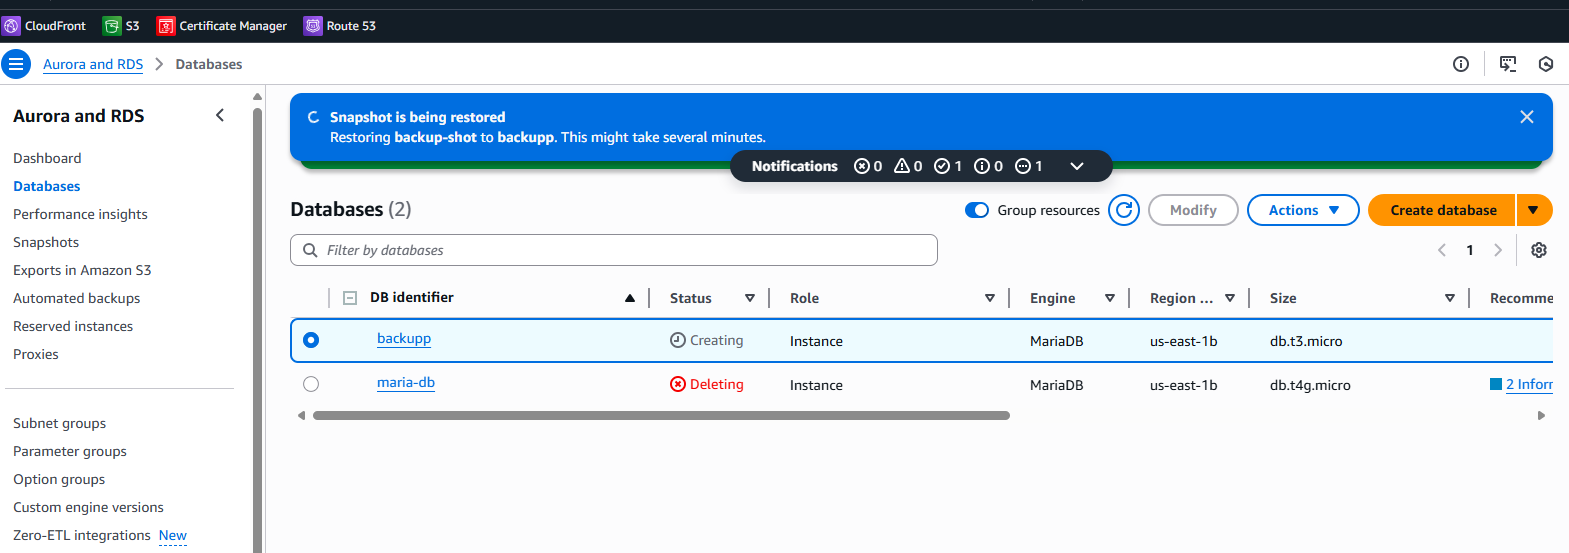 CloudFront S3 Certificate Manager Route 53
Aurora and RDS > Databases
Aurora and RDS
Dashboard
Databases
Performance insights
Snapshots
Exports in Amazon S3
Automated backups
Reserved instances
Proxies
Subnet groups
Parameter groups
Option groups
Custom engine versions
Zero-ETL integrations New
Snapshot is being restored
Restoring backup-shot to backupp. This might take several minutes.
Notifications 0 0 1 0 1
Databases (2)
Group resources Modify Actions Create database
Filter by databases
1
DB identifier Status Role Engine Region ... Size Recomme
backupp Creating Instance MariaDB us-east-1b db.t3.micro
maria-db Deleting Instance MariaDB us-east-1b db.t4g.micro 2 Inforr